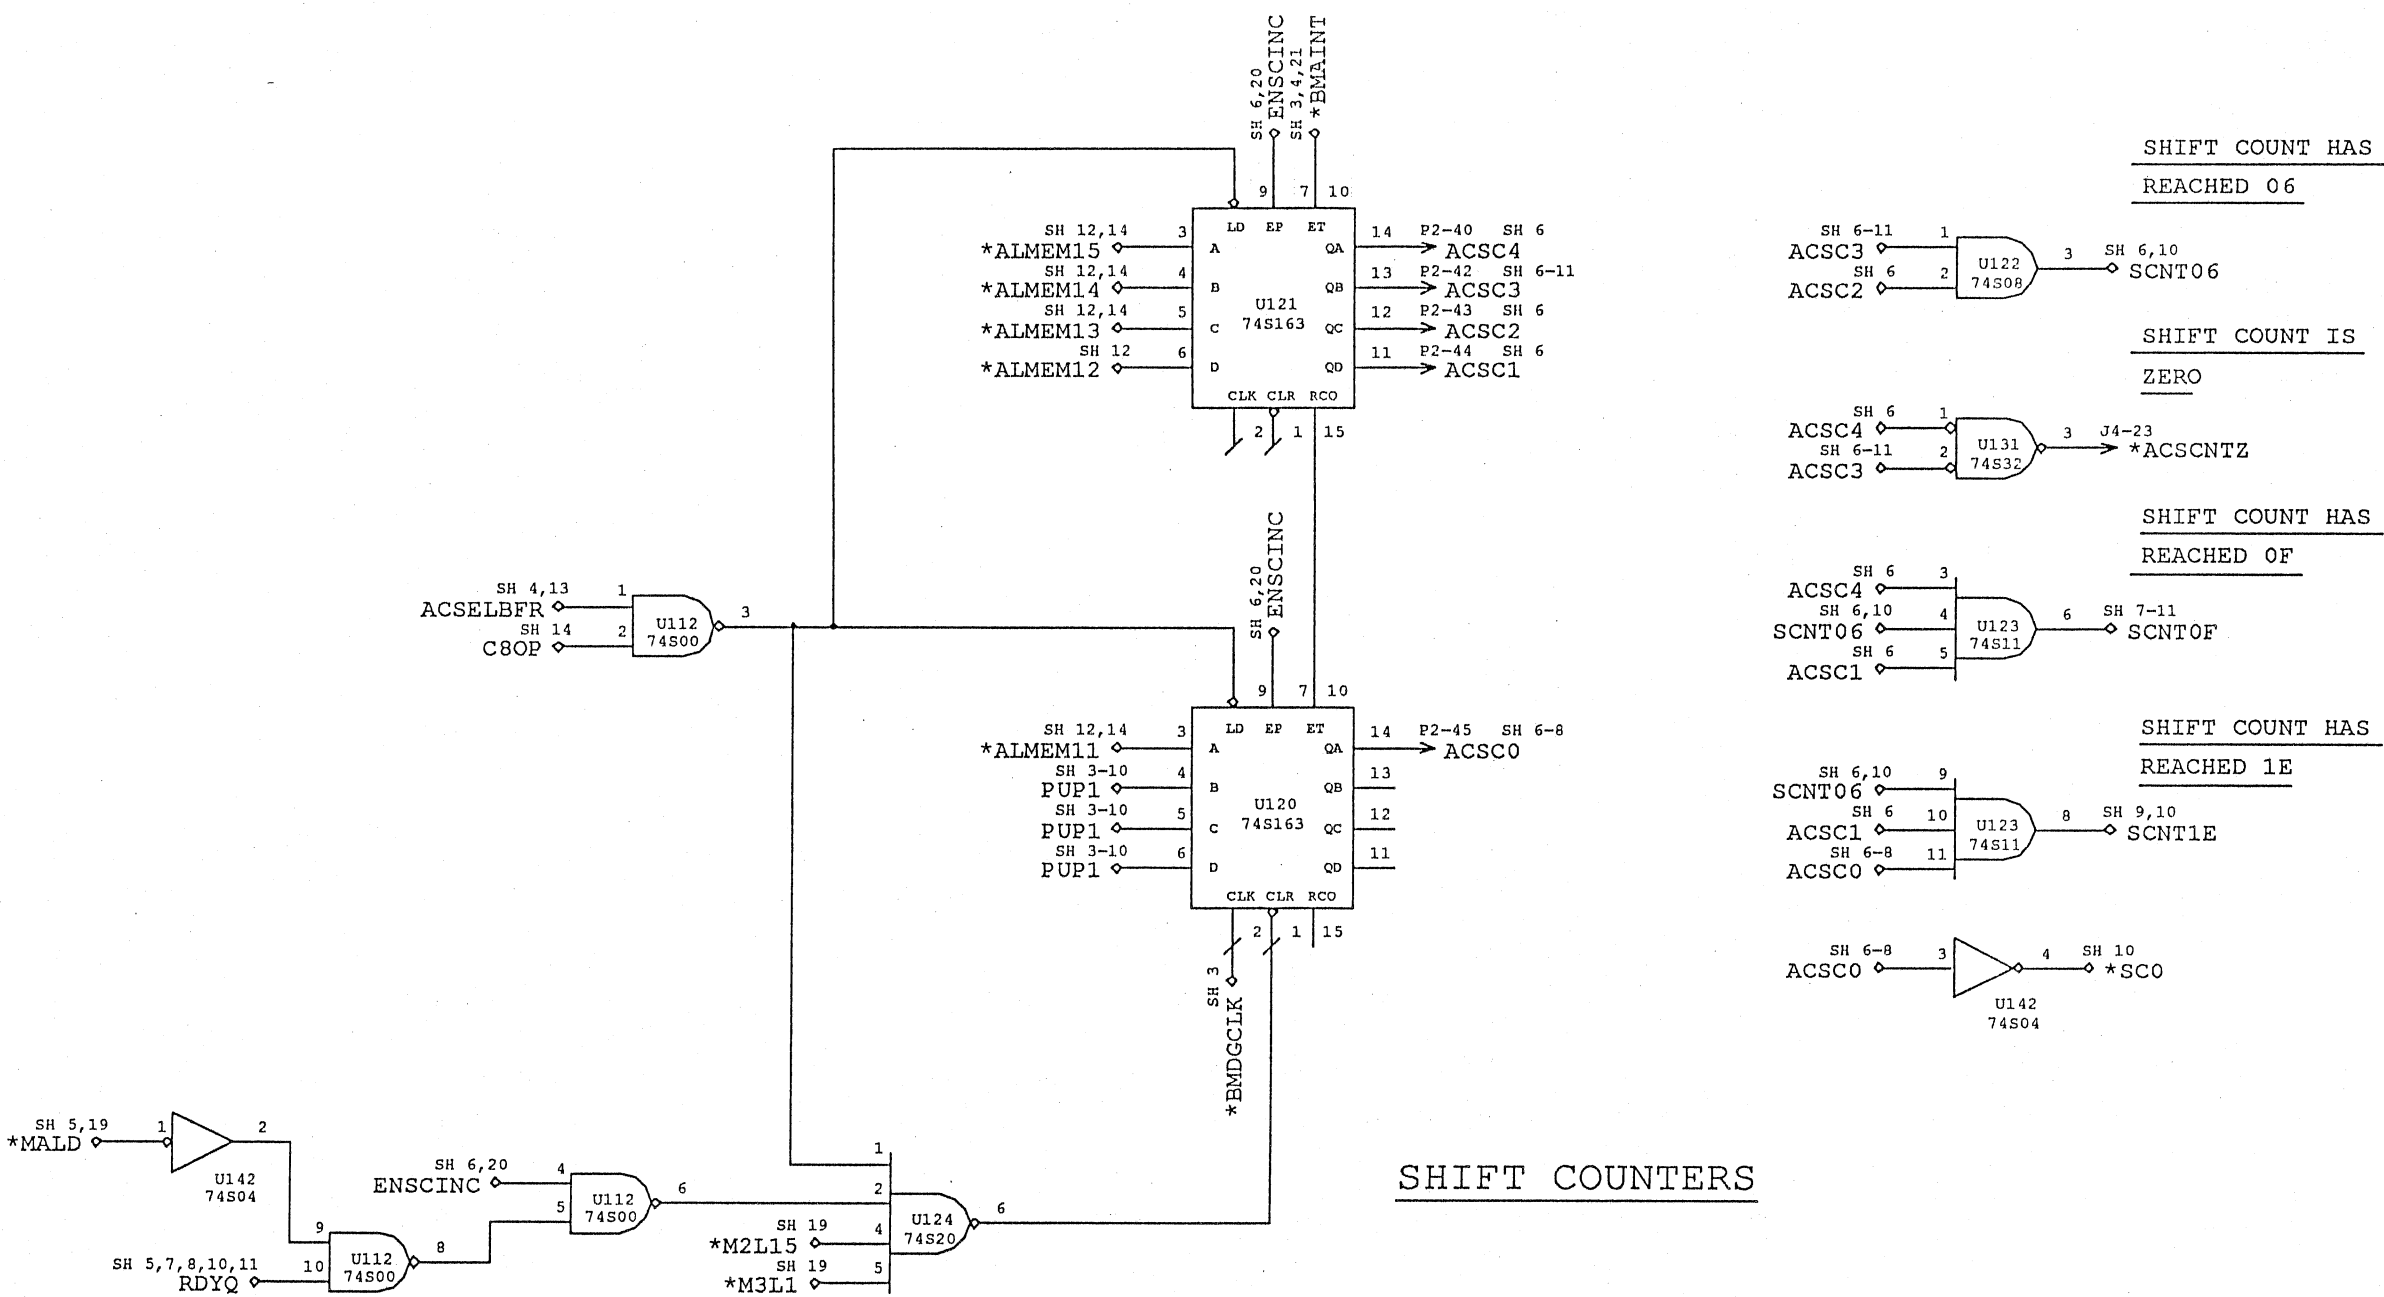 SH 6,20
ENSCINC
SH 3,4,21
*BMAINT
9
7
10
LD EP ET
SH 12,14
*ALMEM15
3
A
QA
14
P2-40 SH 6
ACSC4
SH 12,14
*ALMEM14
4
B
QB
13
P2-42 SH 6-11
ACSC3
U121
74S163
SH 12,14
*ALMEM13
5
C
QC
12
P2-43 SH 6
ACSC2
SH 12
*ALMEM12
6
D
QD
11
P2-44 SH 6
ACSC1
CLK CLR RCO
2
1
15
SH 4,13
ACSELBFR
1
SH 14
C8OP
2
U112
74S00
3
SH 6,20
ENSCINC
9
7
10
LD EP ET
SH 12,14
*ALMEM11
3
A
QA
14
P2-45 SH 6-8
ACSC0
SH 3-10
PUP1
4
B
QB
13
U120
74S163
SH 3-10
PUP1
5
C
QC
12
SH 3-10
PUP1
6
D
QD
11
CLK CLR RCO
2
1
15
SH 3
*BMDGCLK
SH 5,19
*MALD
1
2
U142
74S04
SH 5,7,8,10,11
RDYQ
9
10
U112
74S00
8
SH 6,20
ENSCINC
4
5
U112
74S00
6
1
2
SH 19
*M2L15
4
SH 19
*M3L1
5
U124
74S20
6
SHIFT COUNTERS
SHIFT COUNT HAS
REACHED 06
SH 6-11
ACSC3
1
SH 6
ACSC2
2
U122
74S08
3
SH 6,10
SCNT06
SHIFT COUNT IS
ZERO
SH 6
ACSC4
1
SH 6-11
ACSC3
2
U131
74S32
3
J4-23
*ACSCNTZ
SHIFT COUNT HAS
REACHED 0F
SH 6
ACSC4
3
SH 6,10
SCNT06
4
SH 6
ACSC1
5
U123
74S11
6
SH 7-11
SCNT0F
SHIFT COUNT HAS
REACHED 1E
SH 6,10
SCNT06
9
SH 6
ACSC1
10
SH 6-8
ACSC0
11
U123
74S11
8
SH 9,10
SCNT1E
SH 6-8
ACSC0
3
4
SH 10
*SC0
U142
74S04